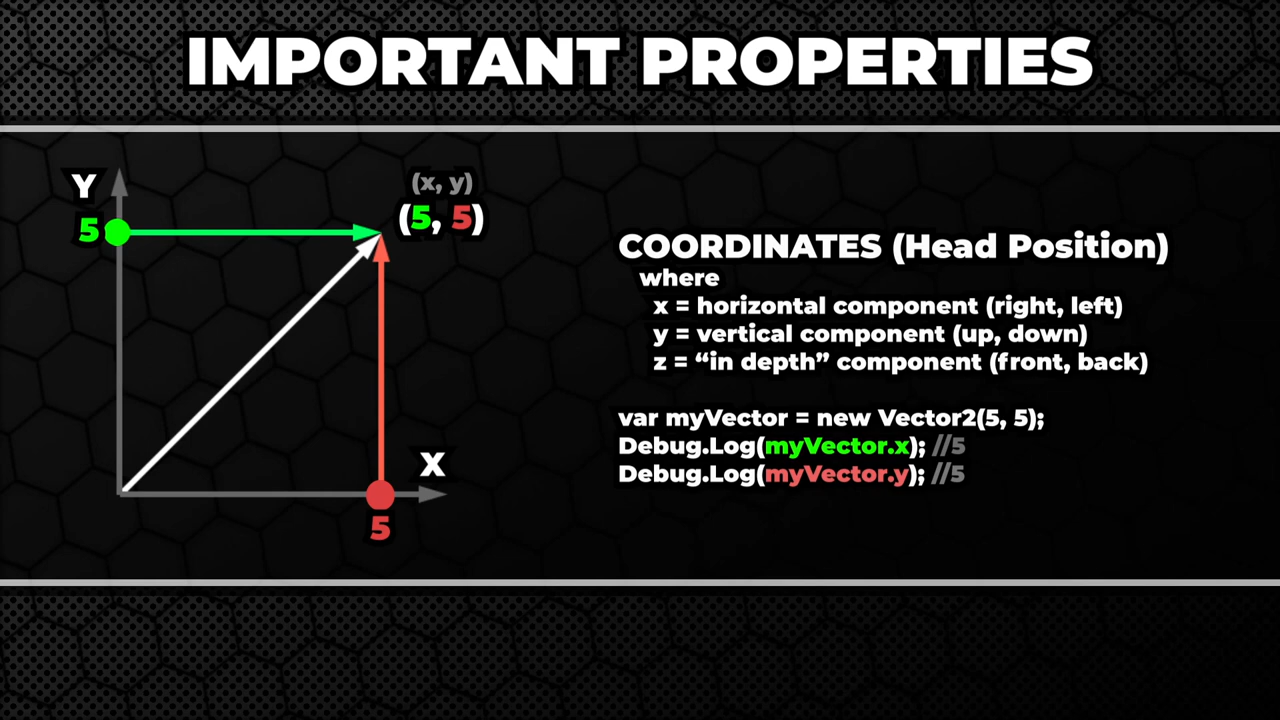 IMPORTANT PROPERTIES
Y
5
(x, y)
(5, 5)
X
5
COORDINATES (Head Position)
where
x = horizontal component (right, left)
y = vertical component (up, down)
z = “in depth” component (front, back)
var myVector = new Vector2(5, 5);
Debug.Log(myVector.x); //5
Debug.Log(myVector.y); //5